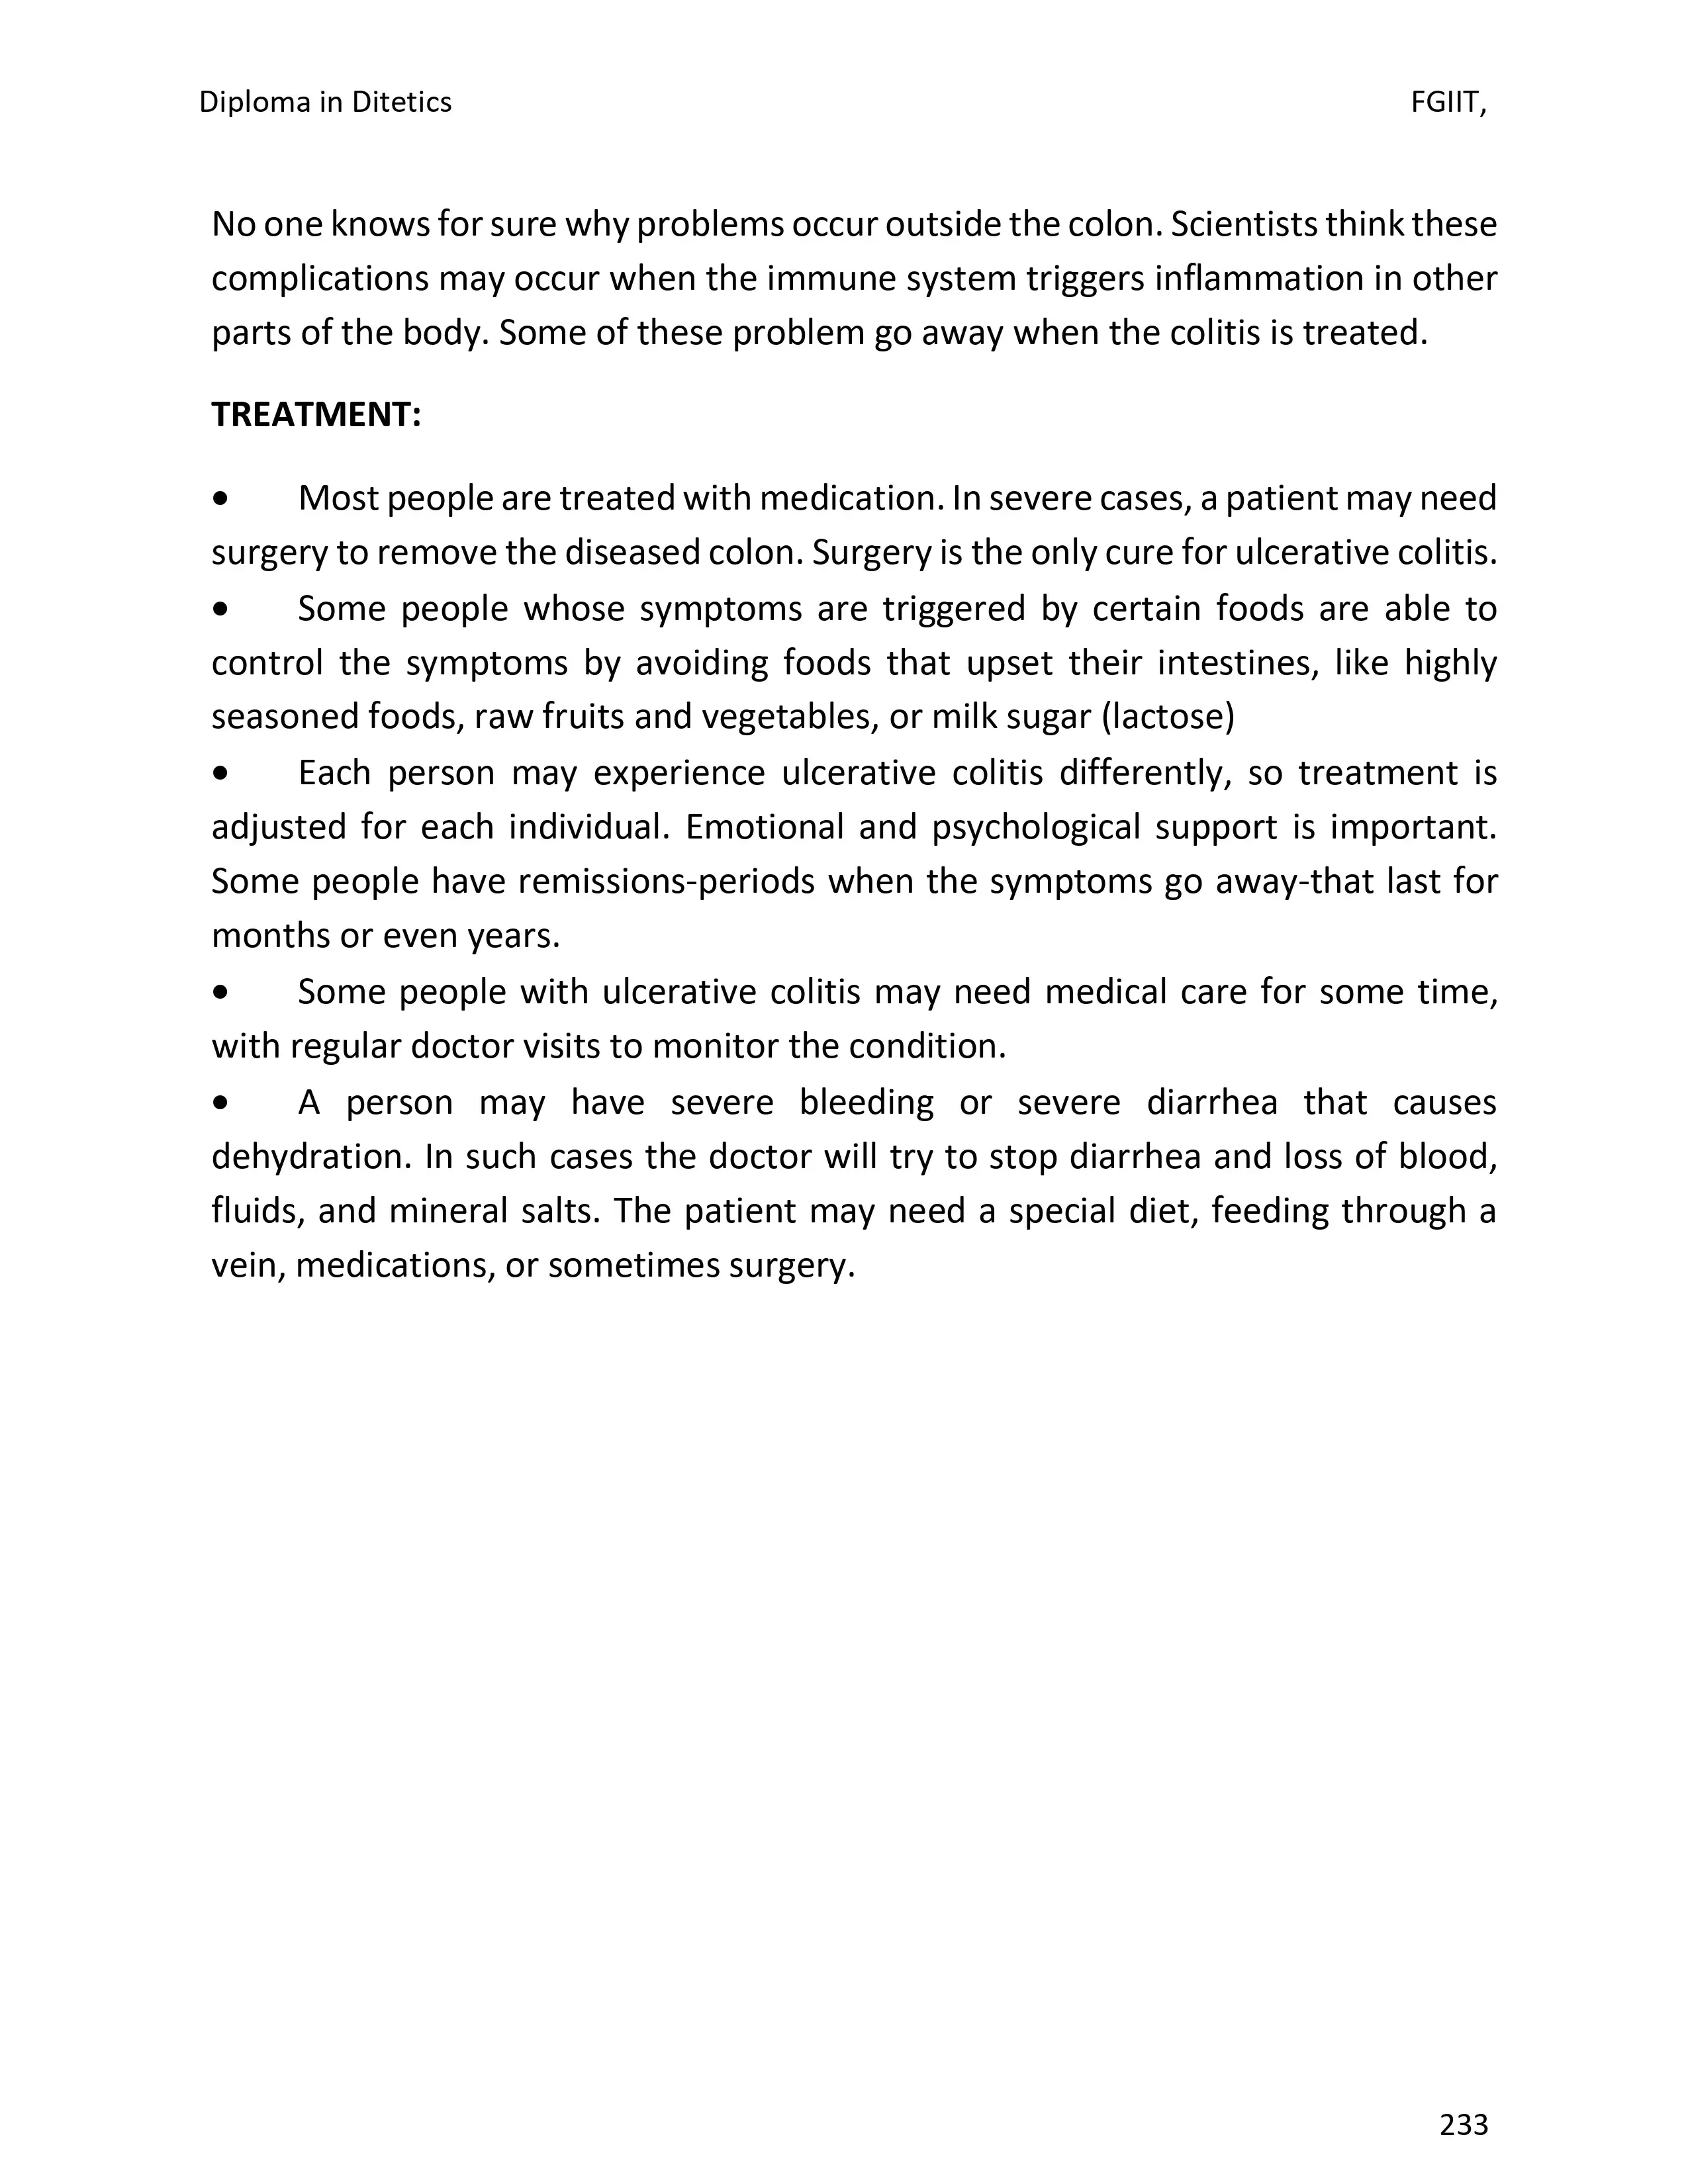 Diploma in Ditetics FGIIT,
No one knows for sure why problems occur outside the colon. Scientists think these
complications may occur when the immune system triggers inflammation in other
parts of the body. Some of these problem go away when the colitis is treated.
TREATMENT:
• Most people are treated with medication. In severe cases, a patient may need
surgery to remove the diseased colon. Surgery is the only cure for ulcerative colitis.
• Some people whose symptoms are triggered by certain foods are able to
control the symptoms by avoiding foods that upset their intestines, like highly
seasoned foods, raw fruits and vegetables, or milk sugar (lactose)
• Each person may experience ulcerative colitis differently, so treatment is
adjusted for each individual. Emotional and psychological support is important.
Some people have remissions-periods when the symptoms go away-that last for
months or even years.
• Some people with ulcerative colitis may need medical care for some time,
with regular doctor visits to monitor the condition.
• A person may have severe bleeding or severe diarrhea that causes
dehydration. In such cases the doctor will try to stop diarrhea and loss of blood,
fluids, and mineral salts. The patient may need a special diet, feeding through a
vein, medications, or sometimes surgery.
233